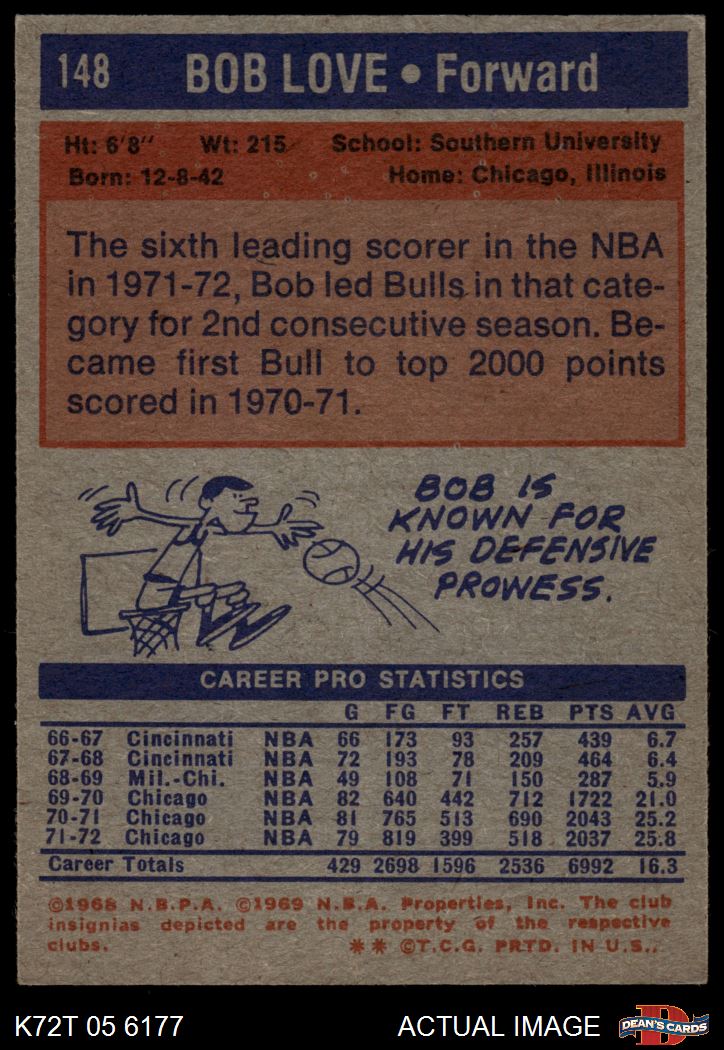 148 BOB LOVE • Forward
Ht: 6'8" Wt: 215 School: Southern University
Born: 12-8-42 Home: Chicago, Illinois
The sixth leading scorer in the NBA
in 1971-72, Bob led Bulls in that cate-
gory for 2nd consecutive season. Be-
came first Bull to top 2000 points
scored in 1970-71.
BOB IS
KNOWN FOR
HIS DEFENSIVE
PROWESS.
CAREER PRO STATISTICS
G FG FT REB PTS AVG
66-67 Cincinnati NBA 66 173 93 257 439 6.7
67-68 Cincinnati NBA 72 193 78 209 464 6.4
68-69 Mil.-Chi. NBA 49 108 71 150 287 5.9
69-70 Chicago NBA 82 640 442 712 1722 21.0
70-71 Chicago NBA 81 765 513 690 2043 25.2
71-72 Chicago NBA 79 819 399 518 2037 25.8
Career Totals 429 2698 1596 2536 6992 16.3
©1968 N.B.P.A. ©1969 N.B.A. Properties, Inc. The club
insignias depicted are the property of the respective
clubs. ** ©T.C.G. PRTD. IN U.S.,
K72T 05 6177 ACTUAL IMAGE D DEAN'S CARDS